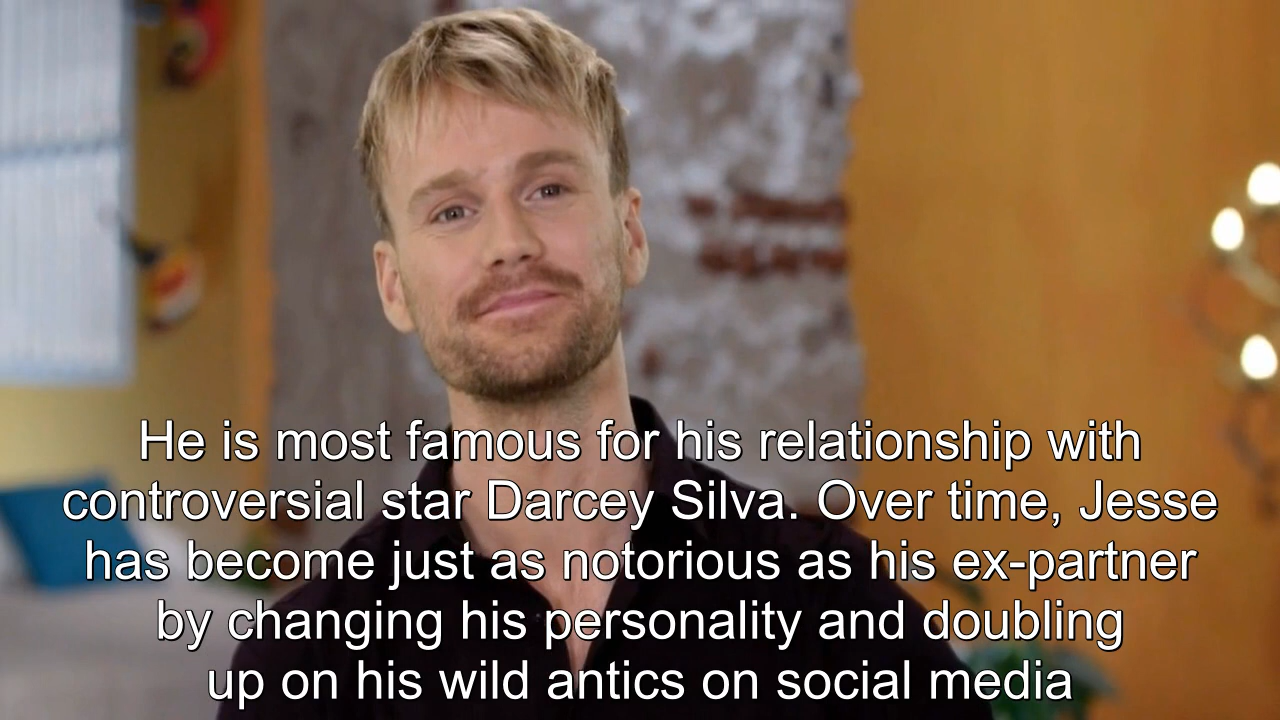 He is most famous for his relationship with
controversial star Darcey Silva. Over time, Jesse
has become just as notorious as his ex-partner
by changing his personality and doubling
up on his wild antics on social media